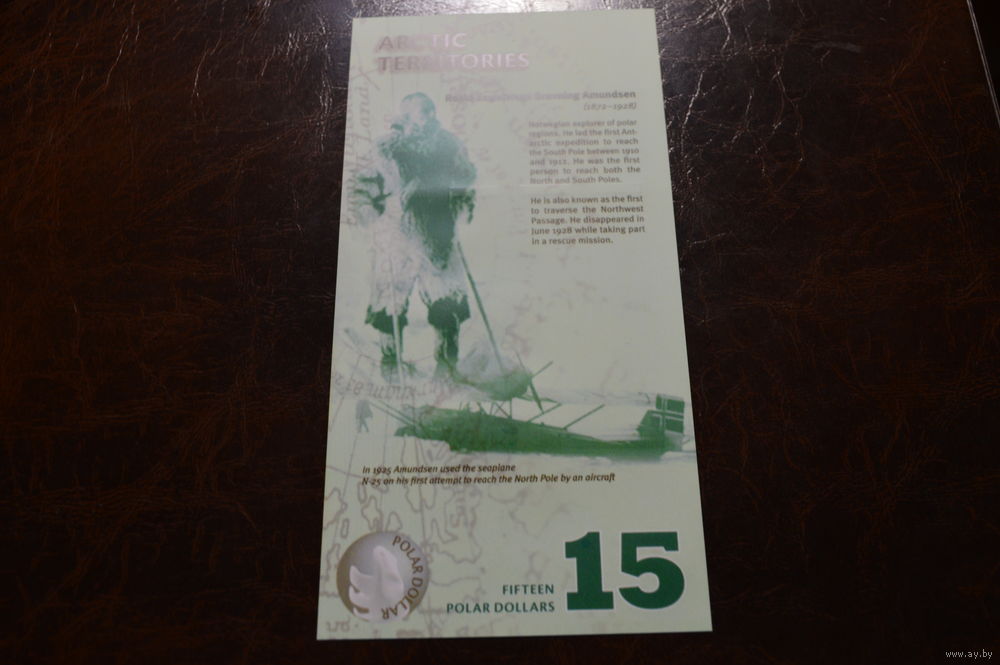 ARCTIC
TERRITORIES
Roald Engelbregt Gravning Amundsen
(1872–1928)
Norwegian explorer of polar
regions. He led the first Ant-
arctic expedition to reach
the South Pole between 1910
and 1912. He was the first
person to reach both the
North and South Poles.
He is also known as the first
to traverse the Northwest
Passage. He disappeared in
June 1928 while taking part
in a rescue mission.
In 1925 Amundsen used the seaplane
N-25 on his first attempt to reach the North Pole by an aircraft
POLAR DOLLAR
FIFTEEN
POLAR DOLLARS
15
www.ay.by